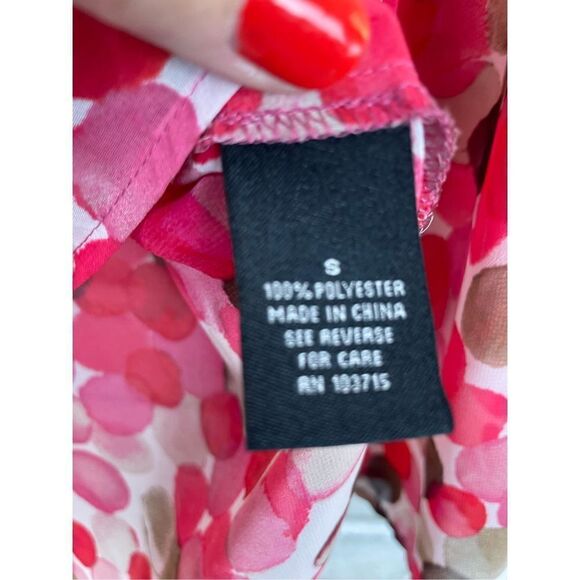 S
100% POLYESTER
MADE IN CHINA
SEE REVERSE
FOR CARE
RN 103715